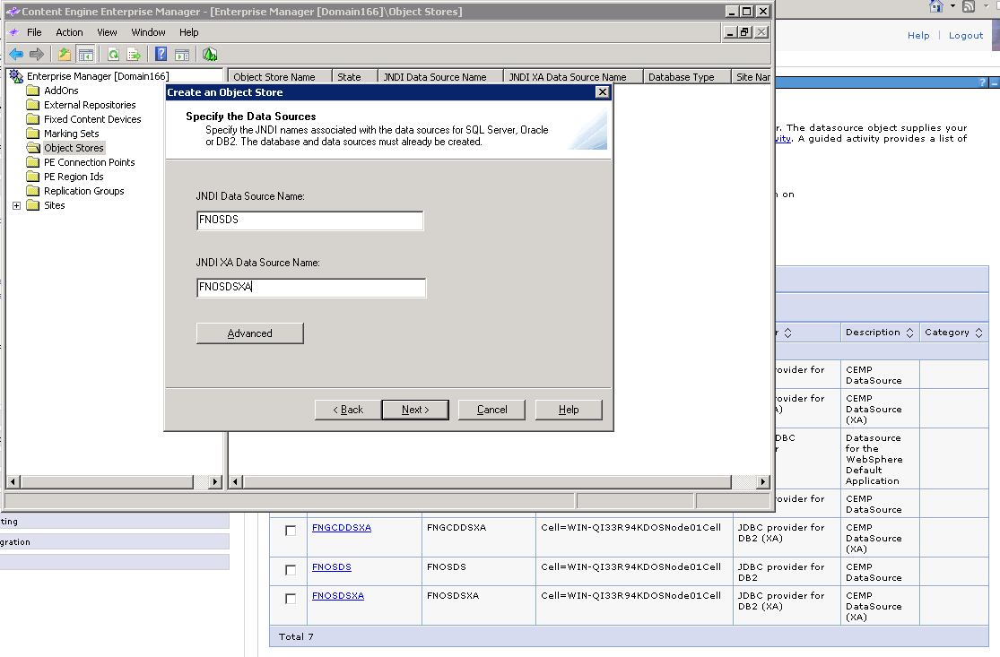 Content Engine Enterprise Manager - [Enterprise Manager [Domain166]\Object Stores]
File Action View Window Help
Help | Logout
Enterprise Manager [Domain166]
AddOns
External Repositories
Fixed Content Devices
Marking Sets
Object Stores
PE Connection Points
PE Region Ids
Replication Groups
Sites
Object Store Name State JNDI Data Source Name JNDI XA Data Source Name Database Type Site Nar
Create an Object Store
Specify the Data Sources
Specify the JNDI names associated with the data sources for SQL Server, Oracle
or DB2. The database and data sources must already be created.
JNDI Data Source Name:
FNOSDS
JNDI XA Data Source Name:
FNOSDSXA
Advanced
< Back Next > Cancel Help
r. The datasource object supplies your
vity. A guided activity provides a list of
n on
r Description Category
rovider for CEMP
DataSource
rovider for CEMP
A) DataSource
(XA)
DBC Datasource
r for the
WebSphere
Default
Application
rovider for CEMP
DataSource
ting
gration
FNGCDDSXA FNGCDDSXA Cell=WIN-QI33R94KDOSNode01Cell JDBC provider for CEMP
DB2 (XA) DataSource
(XA)
FNOSDS FNOSDS Cell=WIN-QI33R94KDOSNode01Cell JDBC provider for CEMP
DB2 DataSource
FNOSDSXA FNOSDSXA Cell=WIN-QI33R94KDOSNode01Cell JDBC provider for CEMP
DB2 (XA) DataSource
(XA)
Total 7